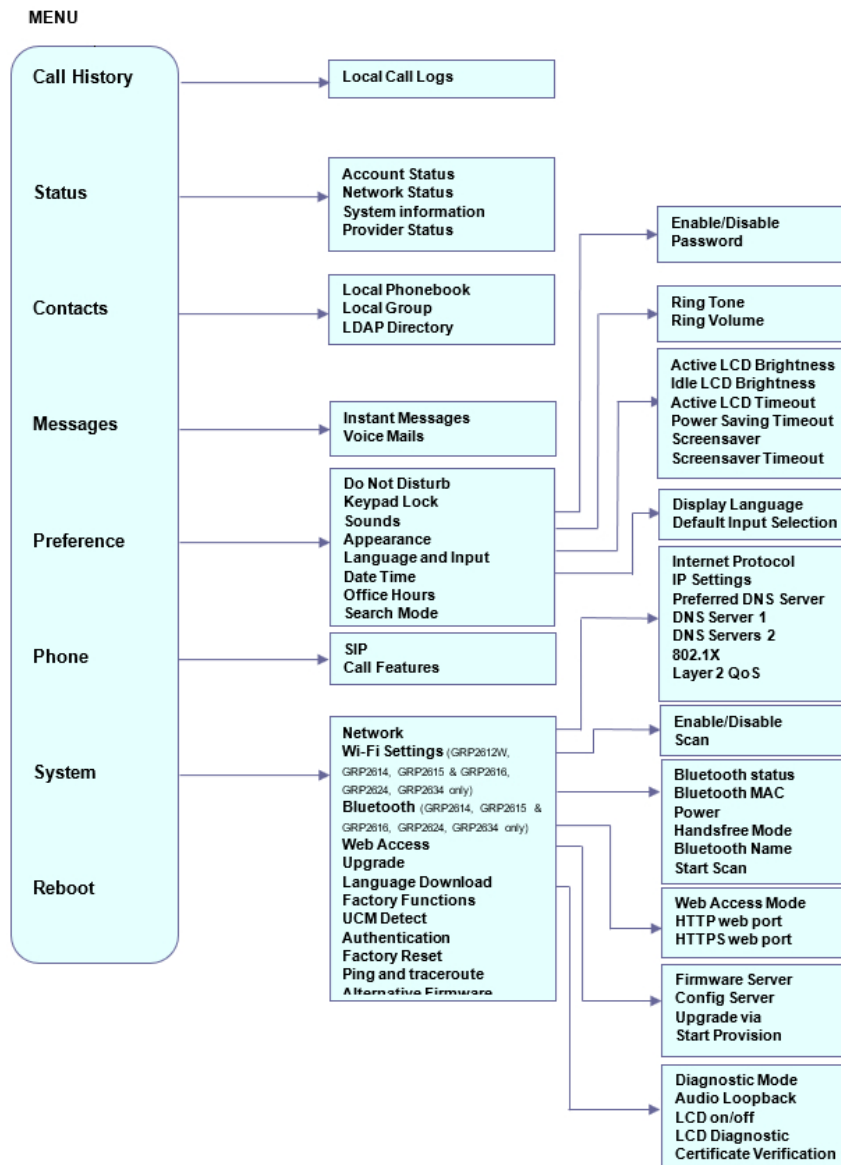 MENU
Call History
Local Call Logs
Status
Account Status
Network Status
System information
Provider Status
Contacts
Local Phonebook
Local Group
LDAP Directory
Messages
Instant Messages
Voice Mails
Preference
Do Not Disturb
Keypad Lock
Sounds
Appearance
Language and Input
Date Time
Office Hours
Search Mode
Enable/Disable
Password
Ring Tone
Ring Volume
Active LCD Brightness
Idle LCD Brightness
Active LCD Timeout
Power Saving Timeout
Screensaver
Screensaver Timeout
Display Language
Default Input Selection
Phone
SIP
Call Features
System
Network
Wi-Fi Settings (GRP2612W,
GRP2614, GRP2615 & GRP2616,
GRP2624, GRP2634 only)
Bluetooth (GRP2614, GRP2615 &
GRP2616, GRP2624, GRP2634 only)
Web Access
Upgrade
Language Download
Factory Functions
UCM Detect
Authentication
Factory Reset
Ping and traceroute
Alternative Firmware
Internet Protocol
IP Settings
Preferred DNS Server
DNS Server 1
DNS Servers 2
802.1X
Layer 2 QoS
Enable/Disable
Scan
Bluetooth status
Bluetooth MAC
Power
Handsfree Mode
Bluetooth Name
Start Scan
Web Access Mode
HTTP web port
HTTPS web port
Firmware Server
Config Server
Upgrade via
Start Provision
Diagnostic Mode
Audio Loopback
LCD on/off
LCD Diagnostic
Certificate Verification
Reboot